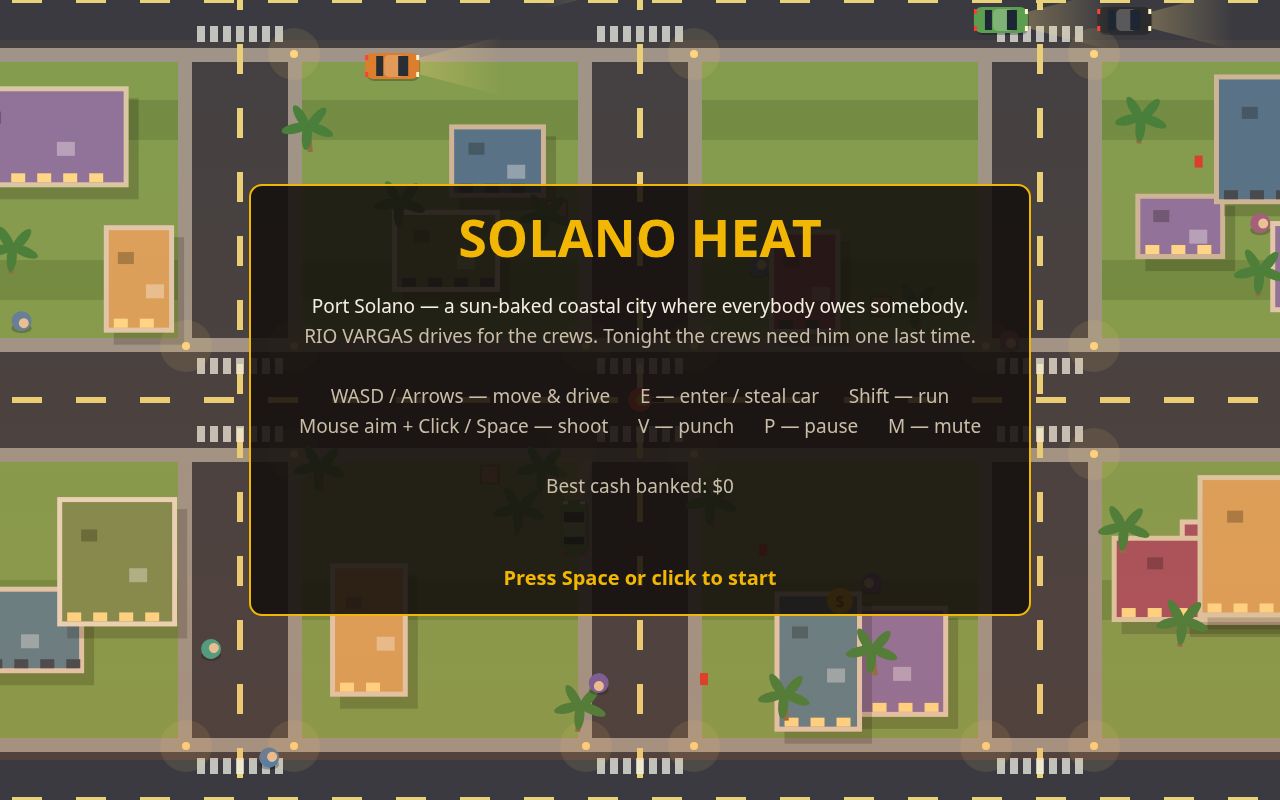 SOLANO HEAT
Port Solano — a sun-baked coastal city where everybody owes somebody.
RIO VARGAS drives for the crews. Tonight the crews need him one last time.
WASD / Arrows — move & drive E — enter / steal car Shift — run
Mouse aim + Click / Space — shoot V — punch P — pause M — mute
Best cash banked: $0
Press Space or click to start
$